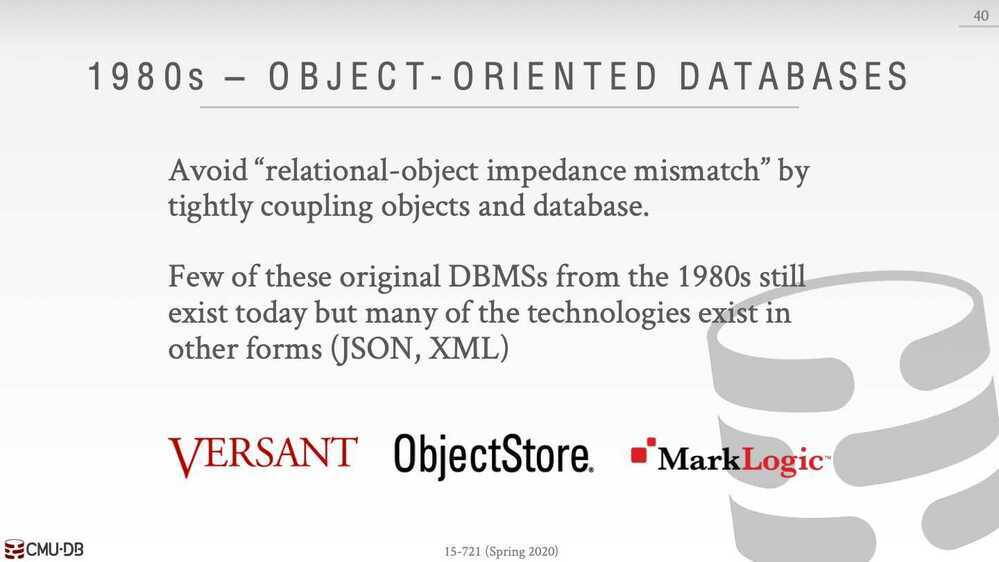 40
1980s – OBJECT-ORIENTED DATABASES
Avoid “relational-object impedance mismatch” by
tightly coupling objects and database.
Few of these original DBMSs from the 1980s still
exist today but many of the technologies exist in
other forms (JSON, XML)
VERSANT ObjectStore® MarkLogic™
CMU·DB
15-721 (Spring 2020)